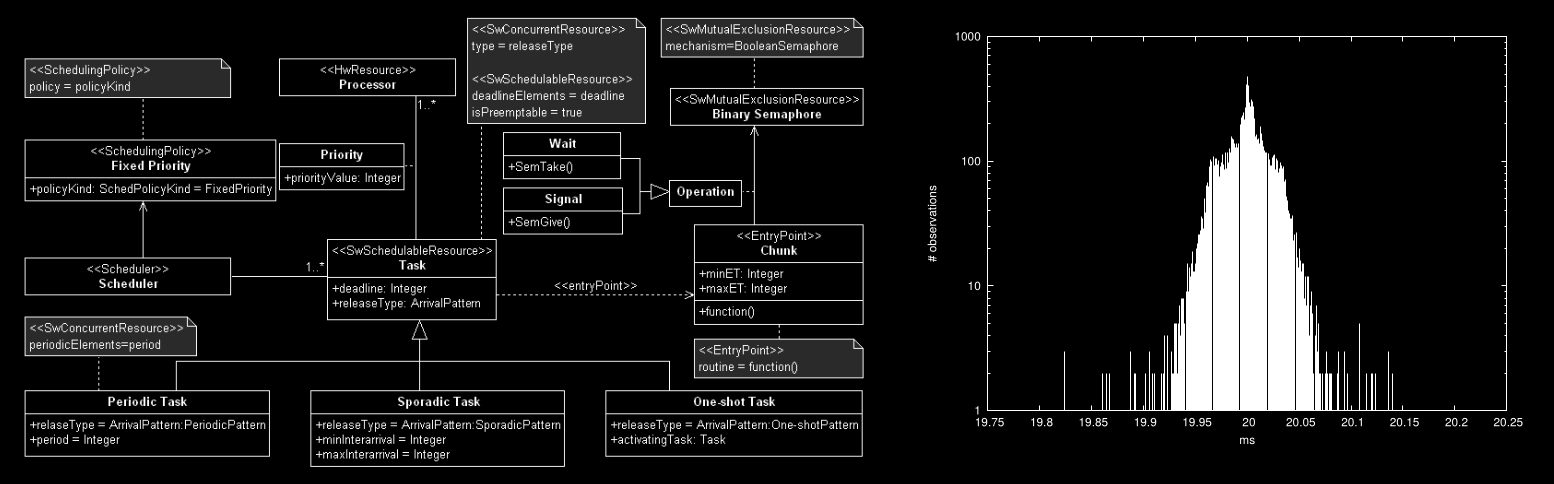 <<SchedulingPolicy>>
policy = policyKind
<<HwResource>>
Processor
1..*
<<SwConcurrentResource>>
type = releaseType
<<SwSchedulableResource>>
deadlineElements = deadline
isPreemptable = true
<<SwMutualExclusionResource>>
mechanism=BooleanSemaphore
<<SwMutualExclusionResource>>
Binary Semaphore
<<SchedulingPolicy>>
Fixed Priority
+policyKind: SchedPolicyKind = FixedPriority
Priority
+priorityValue: Integer
Wait
+SemTake()
Signal
+SemGive()
Operation
<<Scheduler>>
Scheduler
1..*
<<SwSchedulableResource>>
Task
+deadline: Integer
+releaseType: ArrivalPattern
<<entryPoint>>
<<EntryPoint>>
Chunk
+minET: Integer
+maxET: Integer
+function()
<<EntryPoint>>
routine = function()
<<SwConcurrentResource>>
periodicElements=period
Periodic Task
+relaseType = ArrivalPattern:PeriodicPattern
+period = Integer
Sporadic Task
+releaseType = ArrivalPattern:SporadicPattern
+minInterarrival = Integer
+maxInterarrival = Integer
One-shot Task
+releaseType = ArrivalPattern:One-shotPattern
+activatingTask: Task
# observations
1000
100
10
1
19.75
19.8
19.85
19.9
19.95
20
20.05
20.1
20.15
20.2
20.25
ms